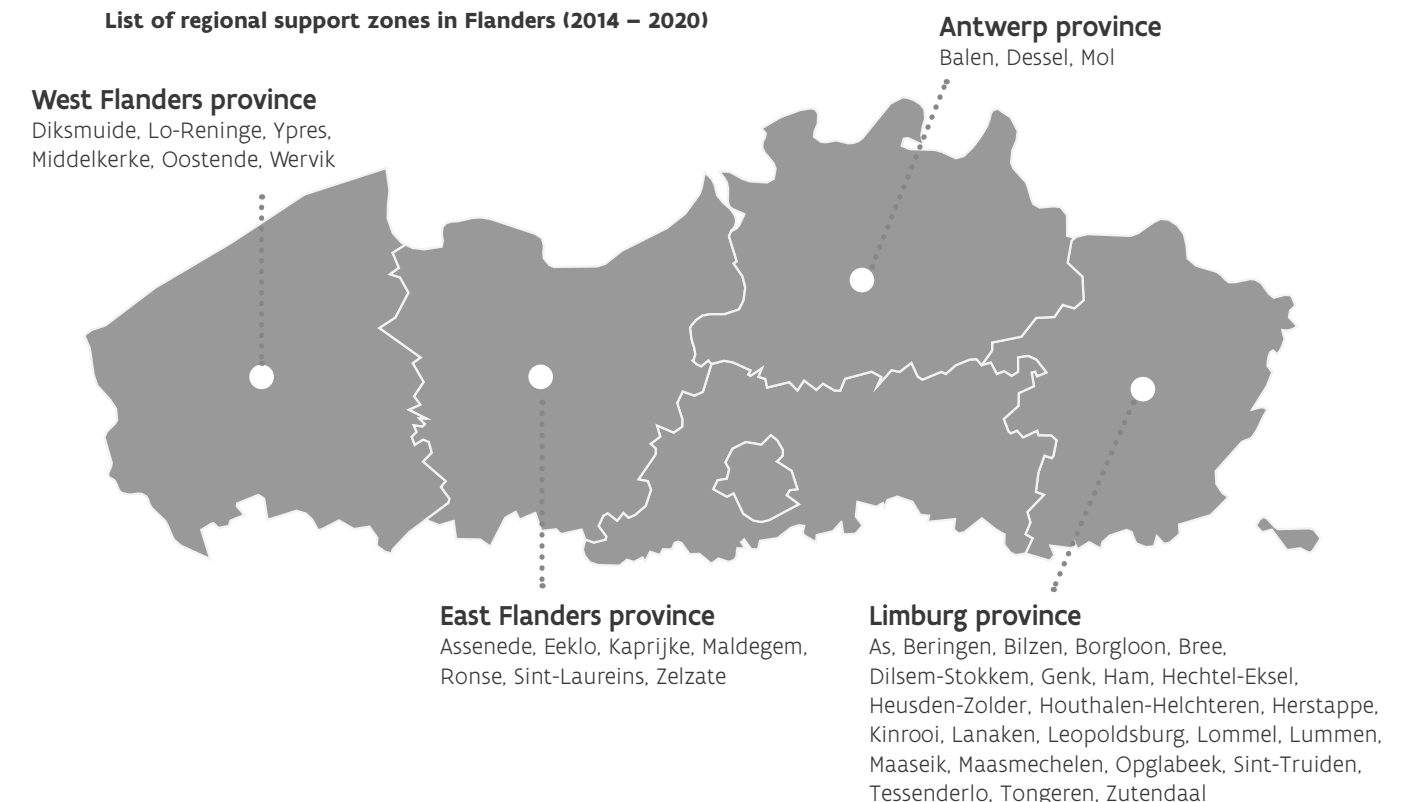 List of regional support zones in Flanders (2014 – 2020)
Antwerp province
Balen, Dessel, Mol
West Flanders province
Diksmuide, Lo-Reninge, Ypres,
Middelkerke, Oostende, Wervik
East Flanders province
Assenede, Eeklo, Kaprijke, Maldegem,
Ronse, Sint-Laureins, Zelzate
Limburg province
As, Beringen, Bilzen, Borgloon, Bree,
Dilsem-Stokkem, Genk, Ham, Hechtel-Eksel,
Heusden-Zolder, Houthalen-Helchteren, Herstappe,
Kinrooi, Lanaken, Leopoldsburg, Lommel, Lummen,
Maaseik, Maasmechelen, Opglabeek, Sint-Truiden,
Tessenderlo, Tongeren, Zutendaal